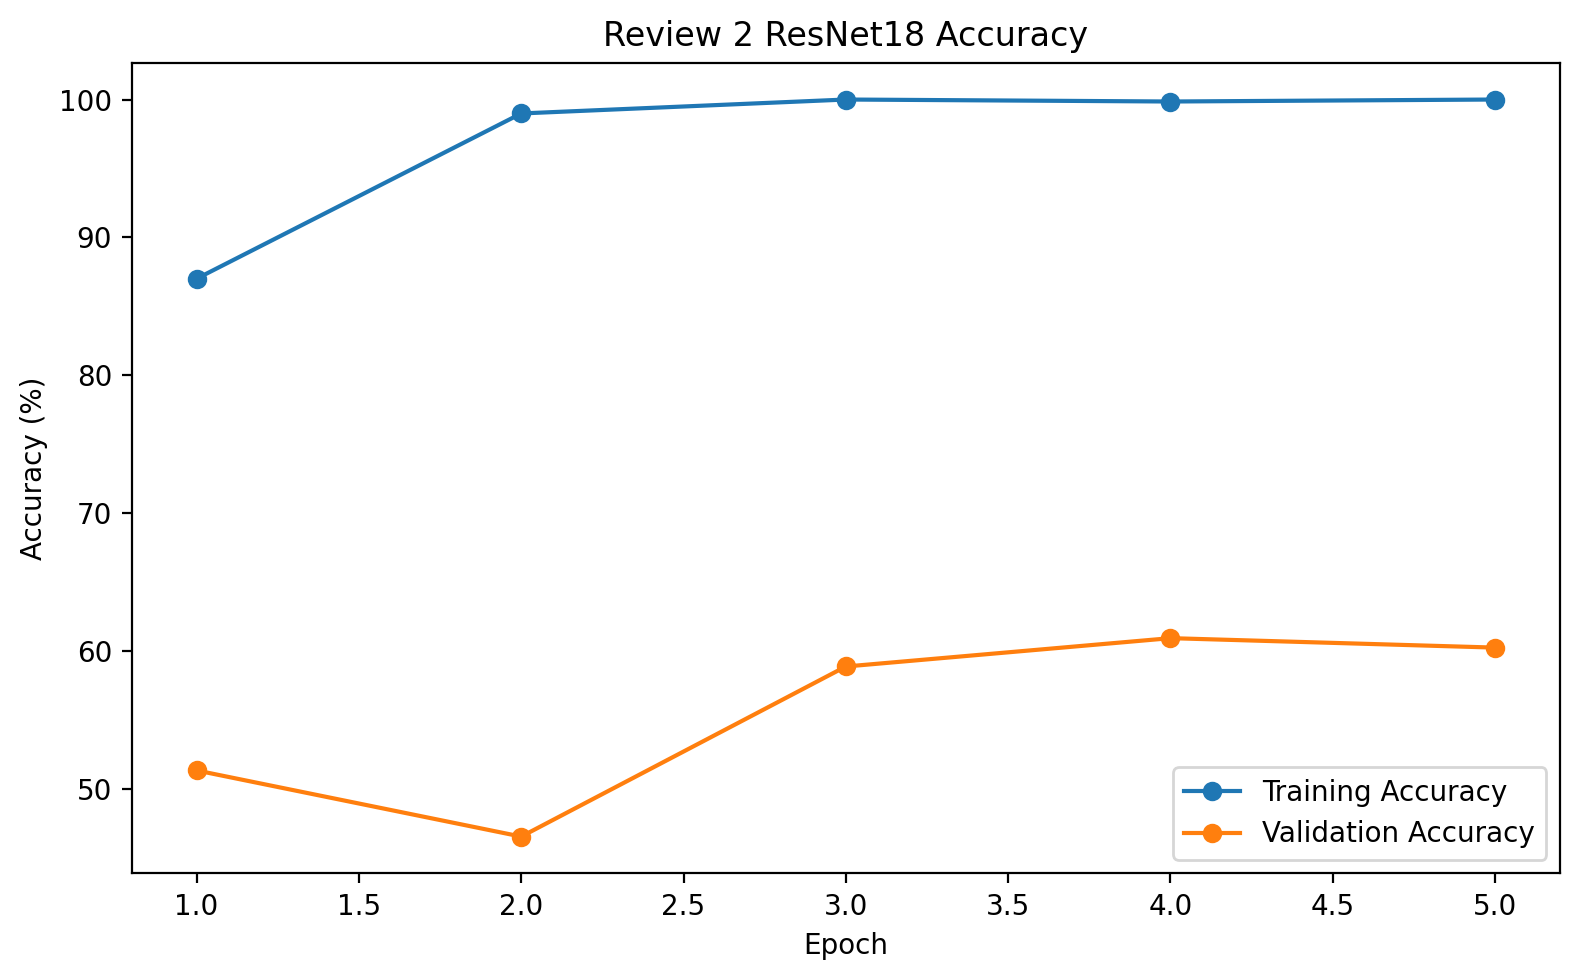 Review 2 ResNet18 Accuracy
100
90
80
70
60
50
Accuracy (%)
Training Accuracy
Validation Accuracy
1.0 1.5 2.0 2.5 3.0 3.5 4.0 4.5 5.0
Epoch